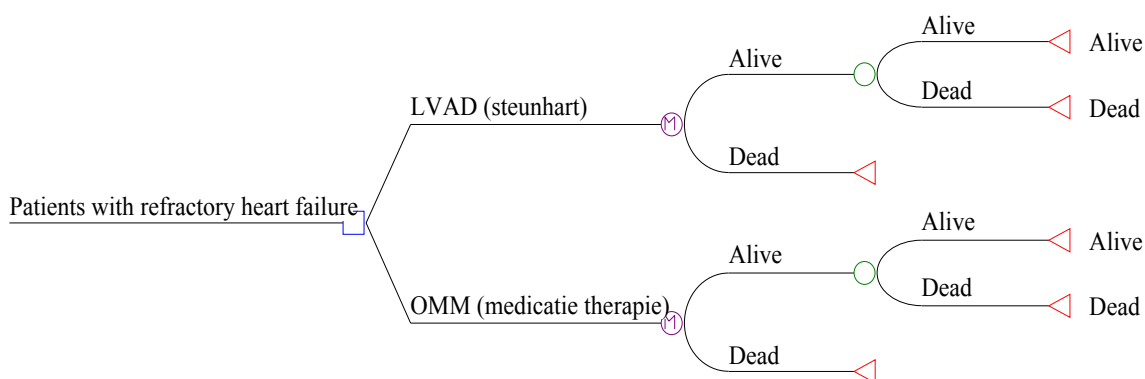 Alive
Alive
Alive
Dead
LVAD (steunhart)
Dead
M
Dead
Patients with refractory heart failure
Alive
Alive
Alive
Dead
OMM (medicatie therapie)
Dead
M
Dead